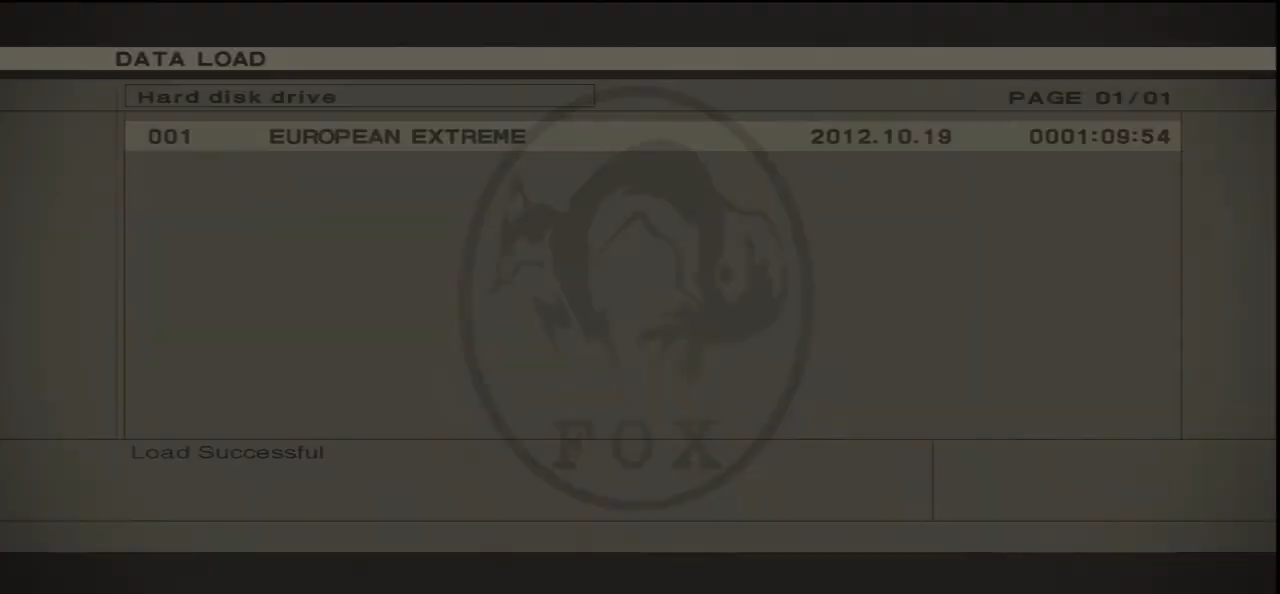 DATA LOAD
Hard disk drive PAGE 01/01
001 EUROPEAN EXTREME 2012.10.19 0001:09:54
FOX
Load Successful